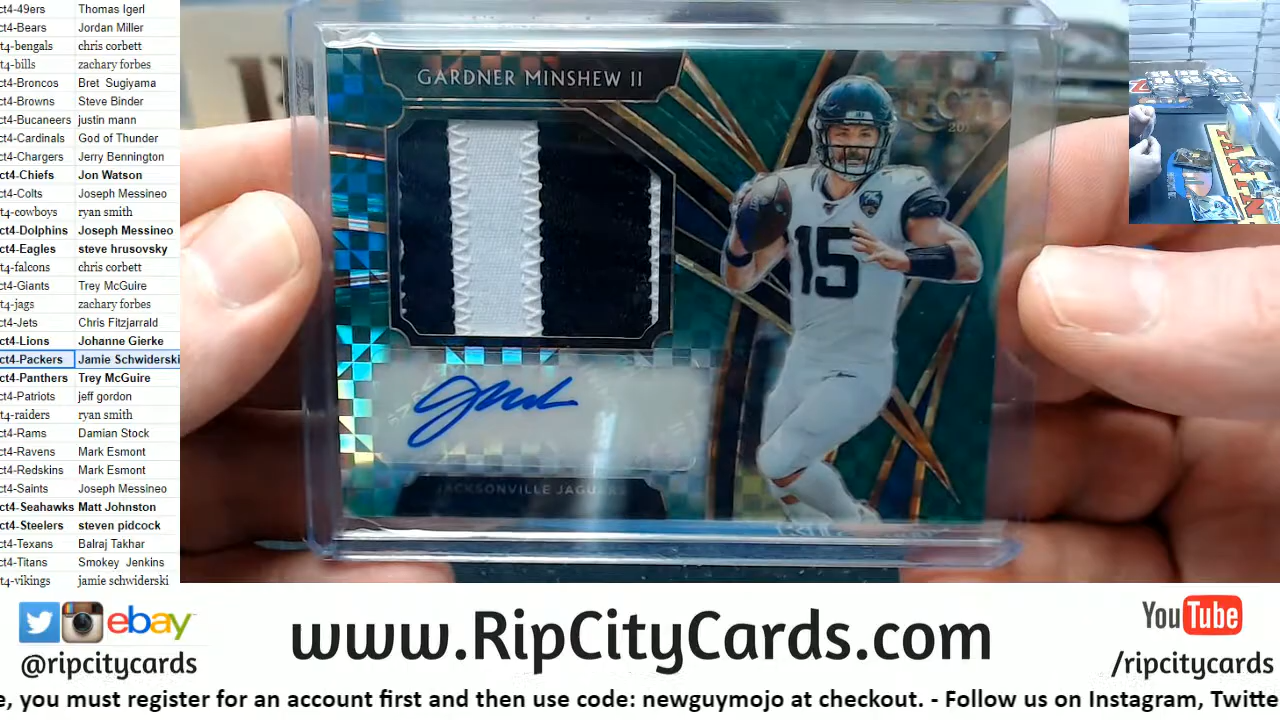 ct4-49ers Thomas Igerl
ct4-Bears Jordan Miller
t4-bengals chris corbett
t4-bills zachary forbes
ct4-Broncos Bret Sugiyama
ct4-Browns Steve Binder
ct4-Bucaneers justin mann
ct4-Cardinals God of Thunder
ct4-Chargers Jerry Bennington
ct4-Chiefs Jon Watson
ct4-Colts Joseph Messineo
t4-cowboys ryan smith
ct4-Dolphins Joseph Messineo
ct4-Eagles steve hrusovsky
ct4-falcons chris corbett
ct4-Giants Trey McGuire
t4-jags zachary forbes
ct4-Jets Chris Fitzjarrald
ct4-Lions Johanne Gierke
ct4-Packers Jamie Schwiderski
ct4-Panthers Trey McGuire
ct4-Patriots jeff gordon
t4-raiders ryan smith
ct4-Rams Damian Stock
ct4-Ravens Mark Esmont
ct4-Redskins Mark Esmont
ct4-Saints Joseph Messineo
ct4-Seahawks Matt Johnston
ct4-Steelers steven pidcock
ct4-Texans Balraj Takhar
ct4-Titans Smokey Jenkins
t4-vikings jamie schwiderski
GARDNER MINSHEW II
15
JACKSONVILLE JAGUARS
ebay
@ripcitycards
www.RipCityCards.com
YouTube
/ripcitycards
e, you must register for an account first and then use code: newguymojo at checkout. - Follow us on Instagram, Twitte